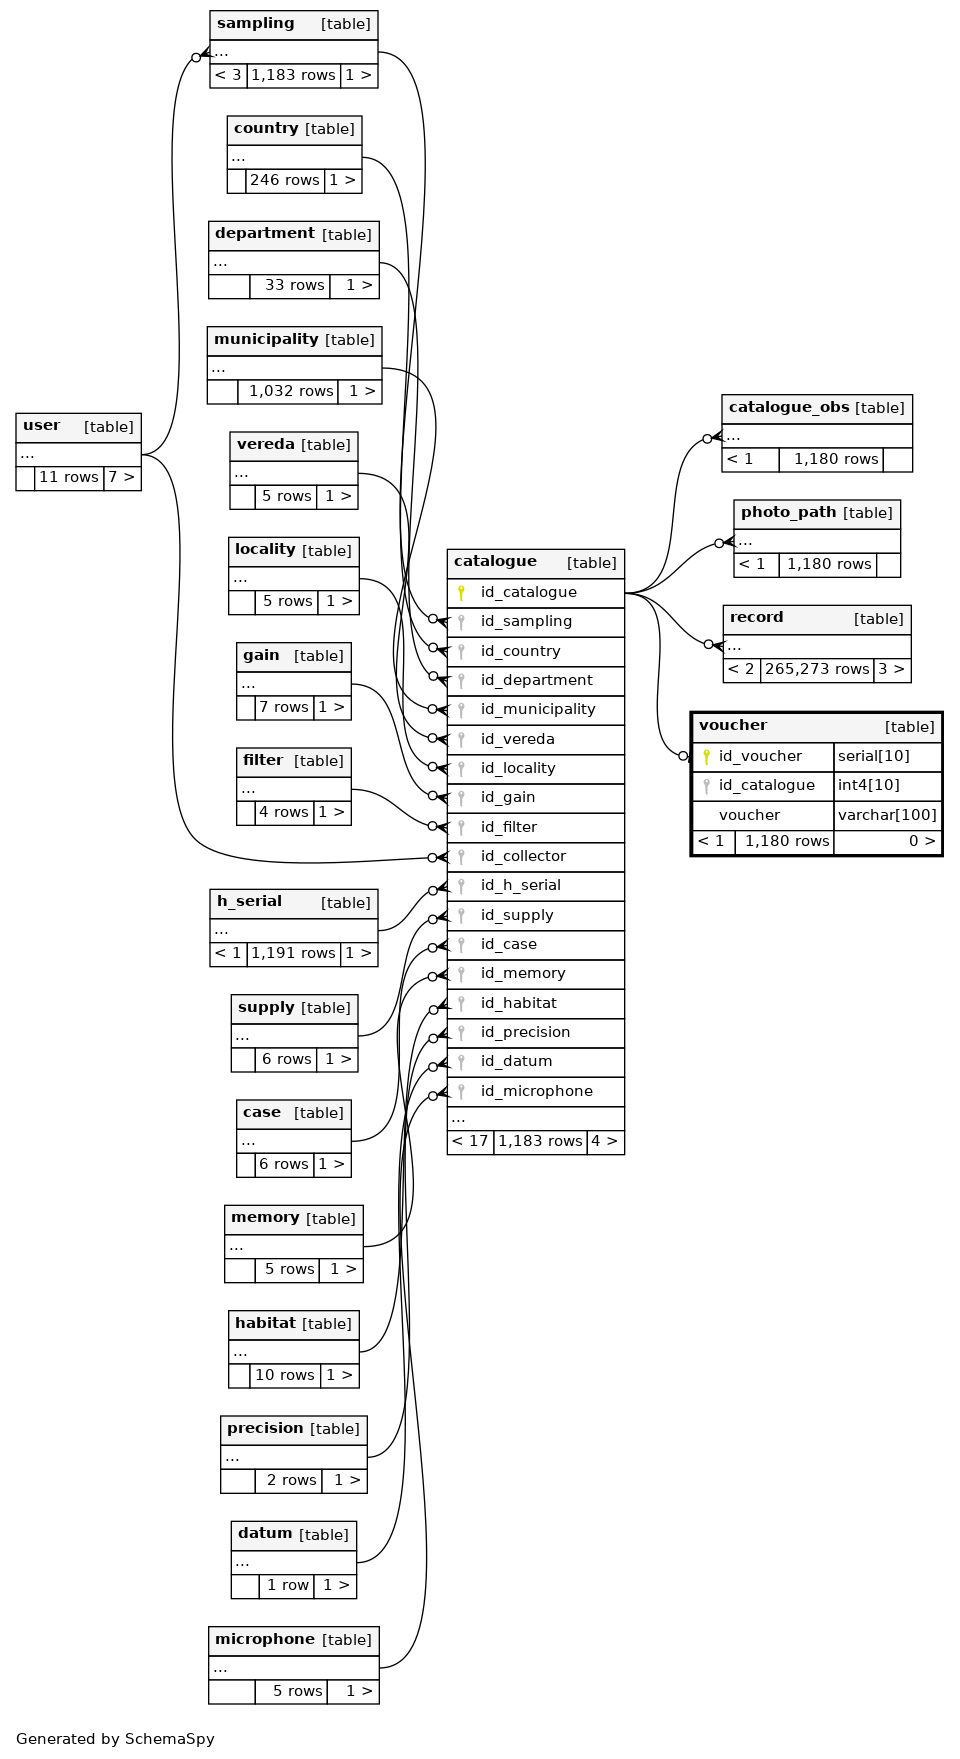 sampling [table]
...
< 3 1,183 rows 1 >
country [table]
...
246 rows 1 >
department [table]
...
33 rows 1 >
municipality [table]
...
1,032 rows 1 >
user [table]
...
11 rows 7 >
vereda [table]
...
5 rows 1 >
locality [table]
...
5 rows 1 >
gain [table]
...
7 rows 1 >
filter [table]
...
4 rows 1 >
h_serial [table]
...
< 1 1,191 rows 1 >
supply [table]
...
6 rows 1 >
case [table]
...
6 rows 1 >
memory [table]
...
5 rows 1 >
habitat [table]
...
10 rows 1 >
precision [table]
...
2 rows 1 >
datum [table]
...
1 row 1 >
microphone [table]
...
5 rows 1 >
catalogue [table]
id_catalogue
id_sampling
id_country
id_department
id_municipality
id_vereda
id_locality
id_gain
id_filter
id_collector
id_h_serial
id_supply
id_case
id_memory
id_habitat
id_precision
id_datum
id_microphone
...
< 17 1,183 rows 4 >
catalogue_obs [table]
...
< 1 1,180 rows
photo_path [table]
...
< 1 1,180 rows
record [table]
...
< 2 265,273 rows 3 >
voucher [table]
id_voucher serial[10]
id_catalogue int4[10]
voucher varchar[100]
< 1 1,180 rows 0 >
Generated by SchemaSpy